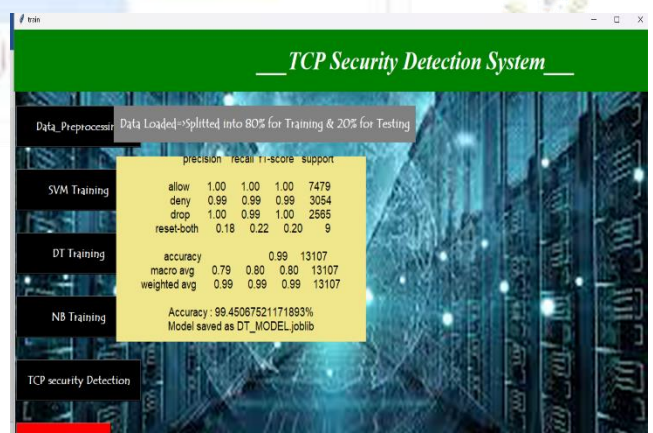 train
___TCP Security Detection System___
Data_Preprocessin
Data Loaded=>Splitted into 80% for Training & 20% for Testing
SVM Training
DT Training
NB Training
TCP security Detection
precision recall f1-score support
allow 1.00 1.00 1.00 7479
deny 0.99 0.99 0.99 3054
drop 1.00 0.99 1.00 2565
reset-both 0.18 0.22 0.20 9
accuracy 0.99 13107
macro avg 0.79 0.80 0.80 13107
weighted avg 0.99 0.99 0.99 13107
Accuracy : 99.45067521171893%
Model saved as DT_MODEL.joblib